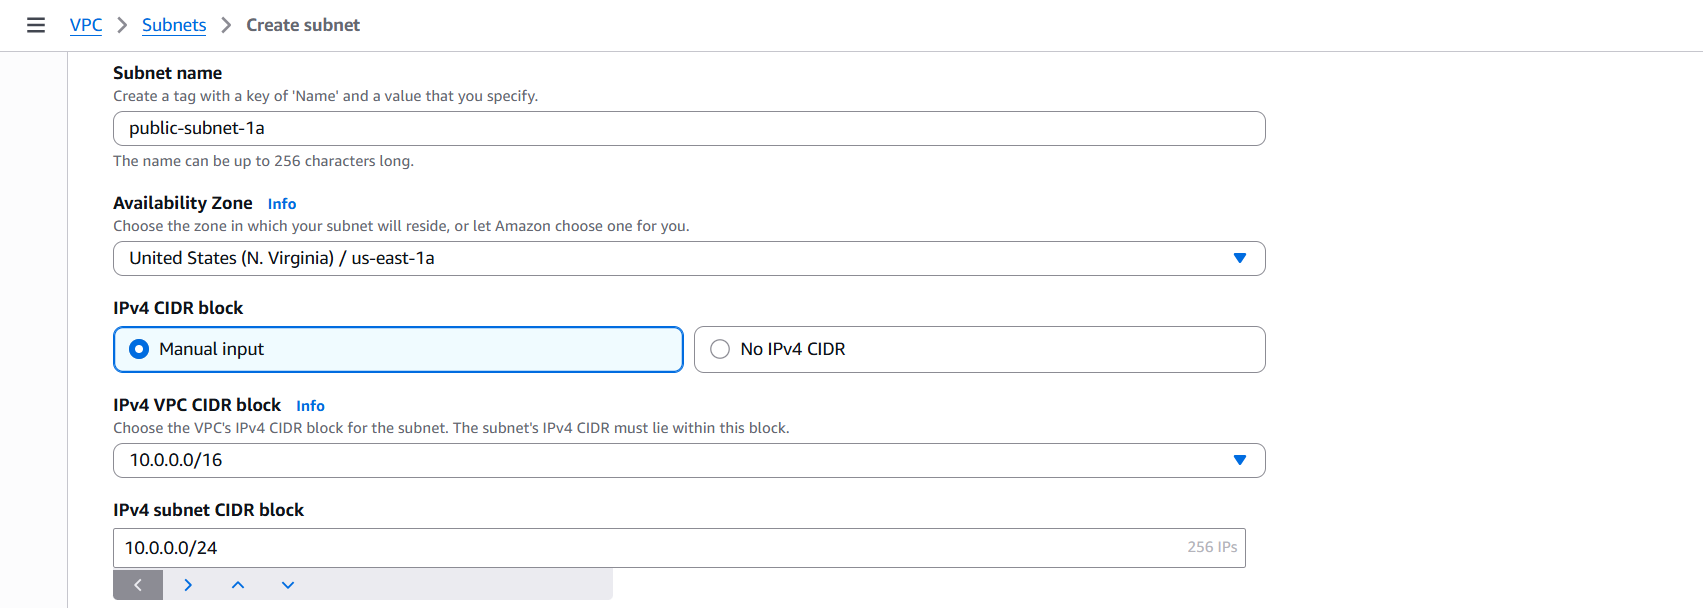 VPC > Subnets > Create subnet
Subnet name
Create a tag with a key of 'Name' and a value that you specify.
public-subnet-1a
The name can be up to 256 characters long.
Availability Zone Info
Choose the zone in which your subnet will reside, or let Amazon choose one for you.
United States (N. Virginia) / us-east-1a
IPv4 CIDR block
Manual input No IPv4 CIDR
IPv4 VPC CIDR block Info
Choose the VPC's IPv4 CIDR block for the subnet. The subnet's IPv4 CIDR must lie within this block.
10.0.0.0/16
IPv4 subnet CIDR block
10.0.0.0/24 256 IPs